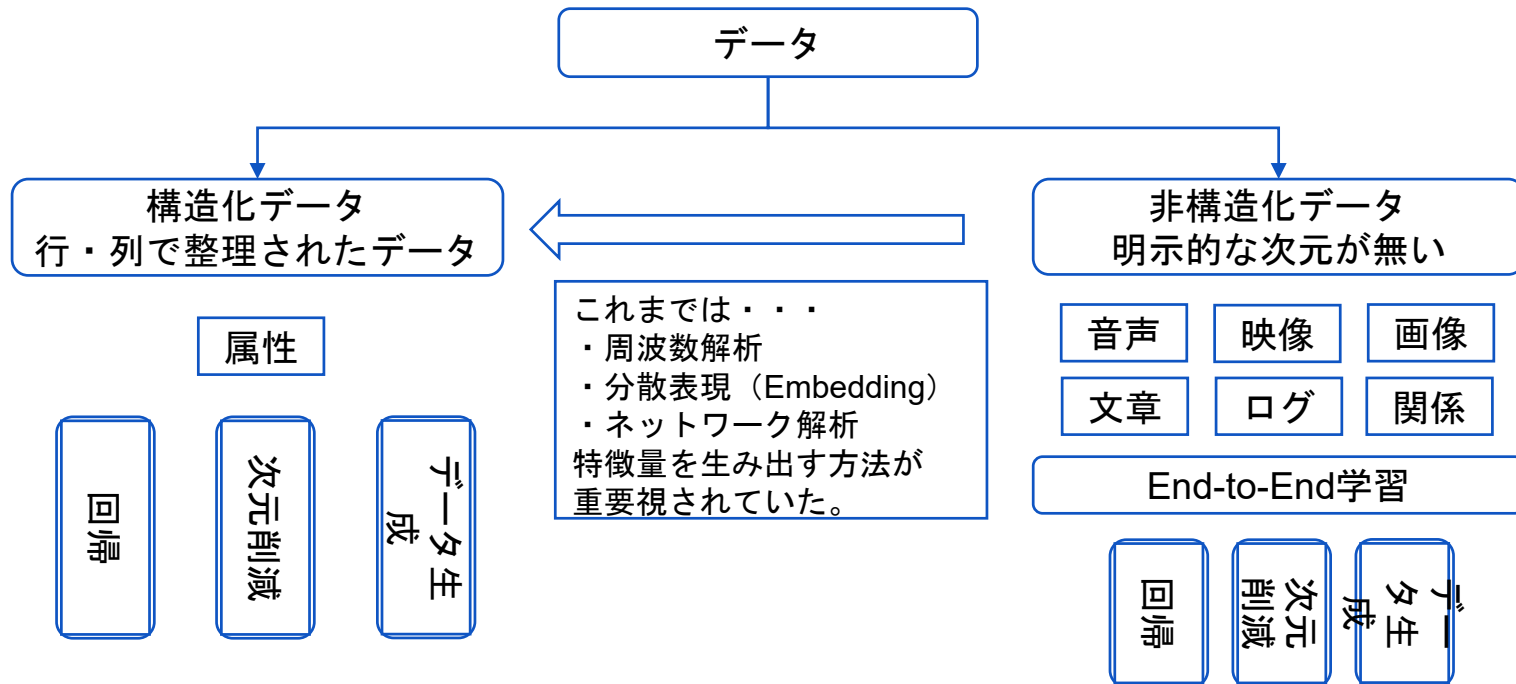 データ
構造化データ
行・列で整理されたデータ
非構造化データ
明示的な次元が無い
これまでは・・・
・周波数解析
・分散表現（Embedding）
・ネットワーク解析
特徴量を生み出す方法が
重要視されていた。
属性
回帰
次元削減
データ生
成
音声
映像
画像
文章
ログ
関係
End-to-End学習
回帰
次元
削減
デー
タ生
成